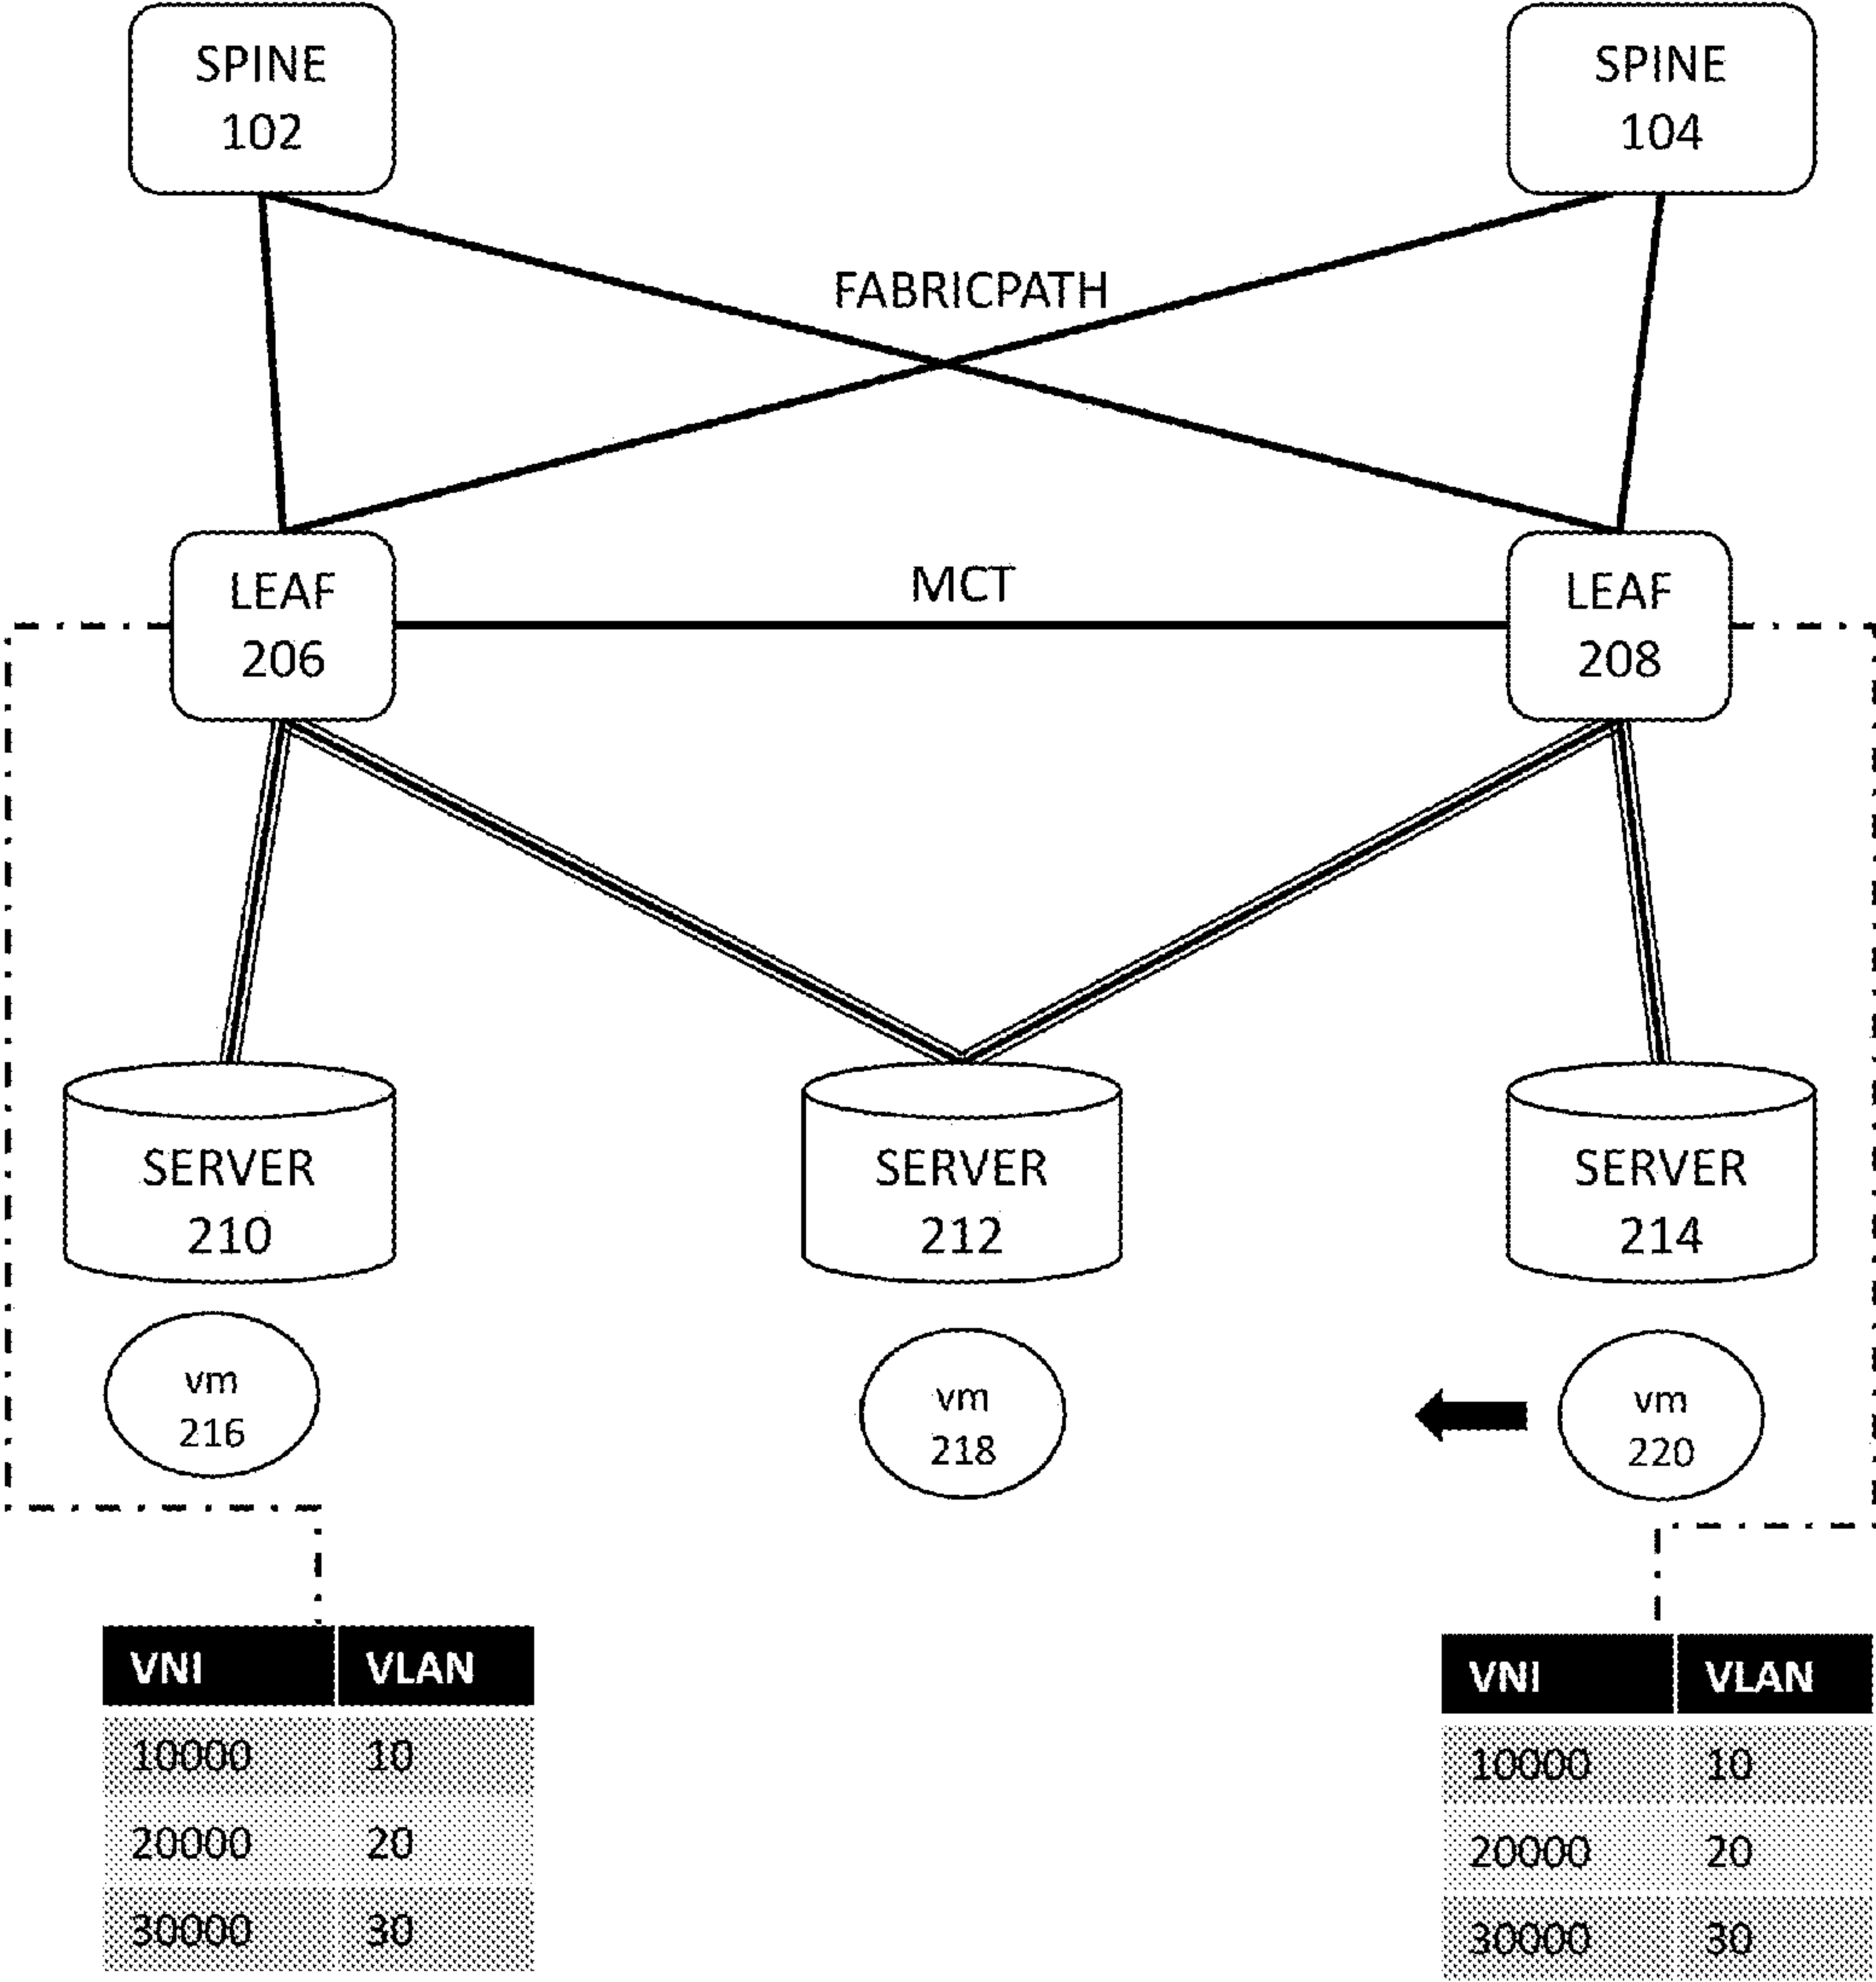 SPINE
102
SPINE
104
FABRICPATH
LEAF
206
MCT
LEAF
208
SERVER
210
SERVER
212
SERVER
214
vm
216
vm
218
vm
220
VNI VLAN
10000 10
20000 20
30000 30
VNI VLAN
10000 10
20000 20
30000 30